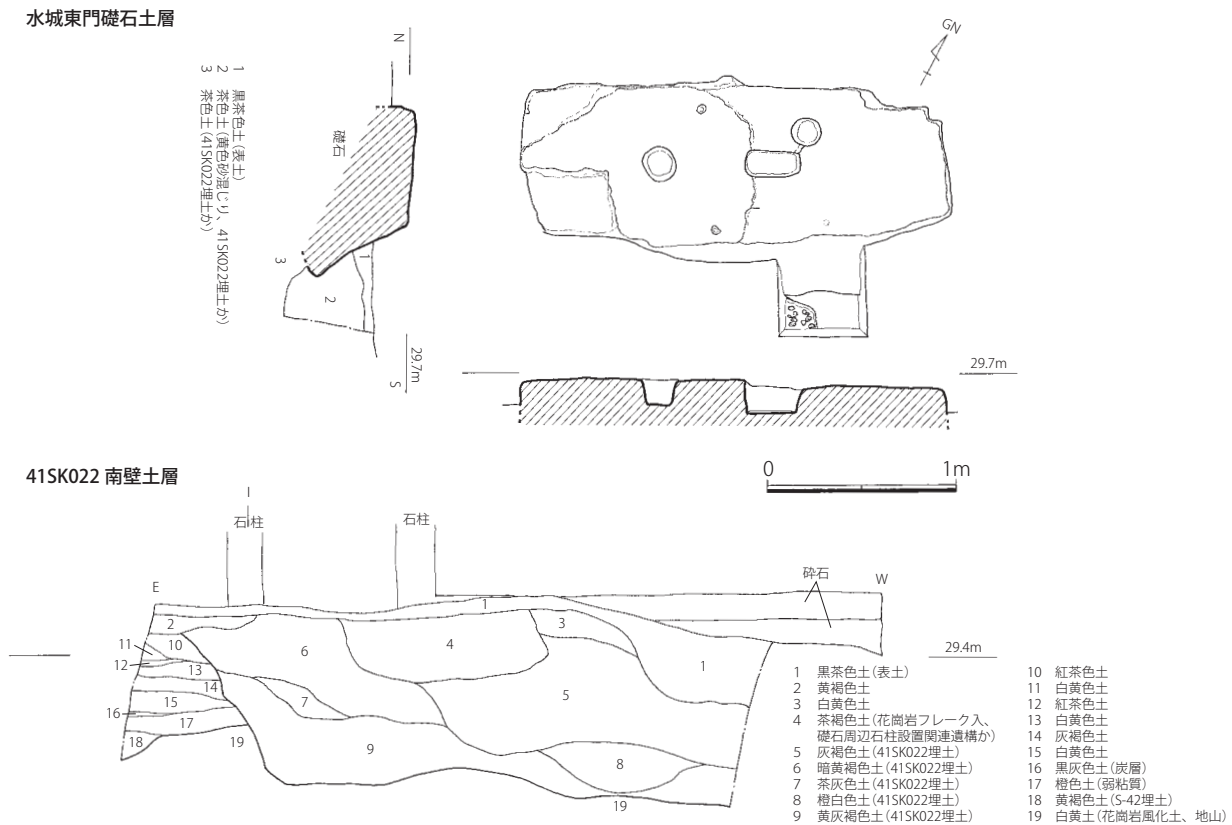 水城東門礎石土層
1 黒茶色土(表土)
2 茶色土(黄色砂混じり、41SK022埋土か)
3 茶色土(41SK022埋土か)
N
礎石
1
2
3
29.7m
S
GN
29.7m
0 1m
41SK022 南壁土層
石柱
石柱
E
砕石
W
29.4m
1
2
3
4
5
6
7
8
9
10
11
12
13
14
15
16
17
18
19
19
1
1 黒茶色土(表土)
2 黄褐色土
3 白黄色土
4 茶褐色土(花崗岩フレーク入、
礎石周辺石柱設置関連遺構か)
5 灰褐色土(41SK022埋土)
6 暗黄褐色土(41SK022埋土)
7 茶灰色土(41SK022埋土)
8 橙白色土(41SK022埋土)
9 黄灰褐色土(41SK022埋土)
10 紅茶色土
11 白黄色土
12 紅茶色土
13 白黄色土
14 灰褐色土
15 白黄色土
16 黒灰色土(炭層)
17 橙色土(弱粘質)
18 黄褐色土(S-42埋土)
19 白黄土(花崗岩風化土、地山)